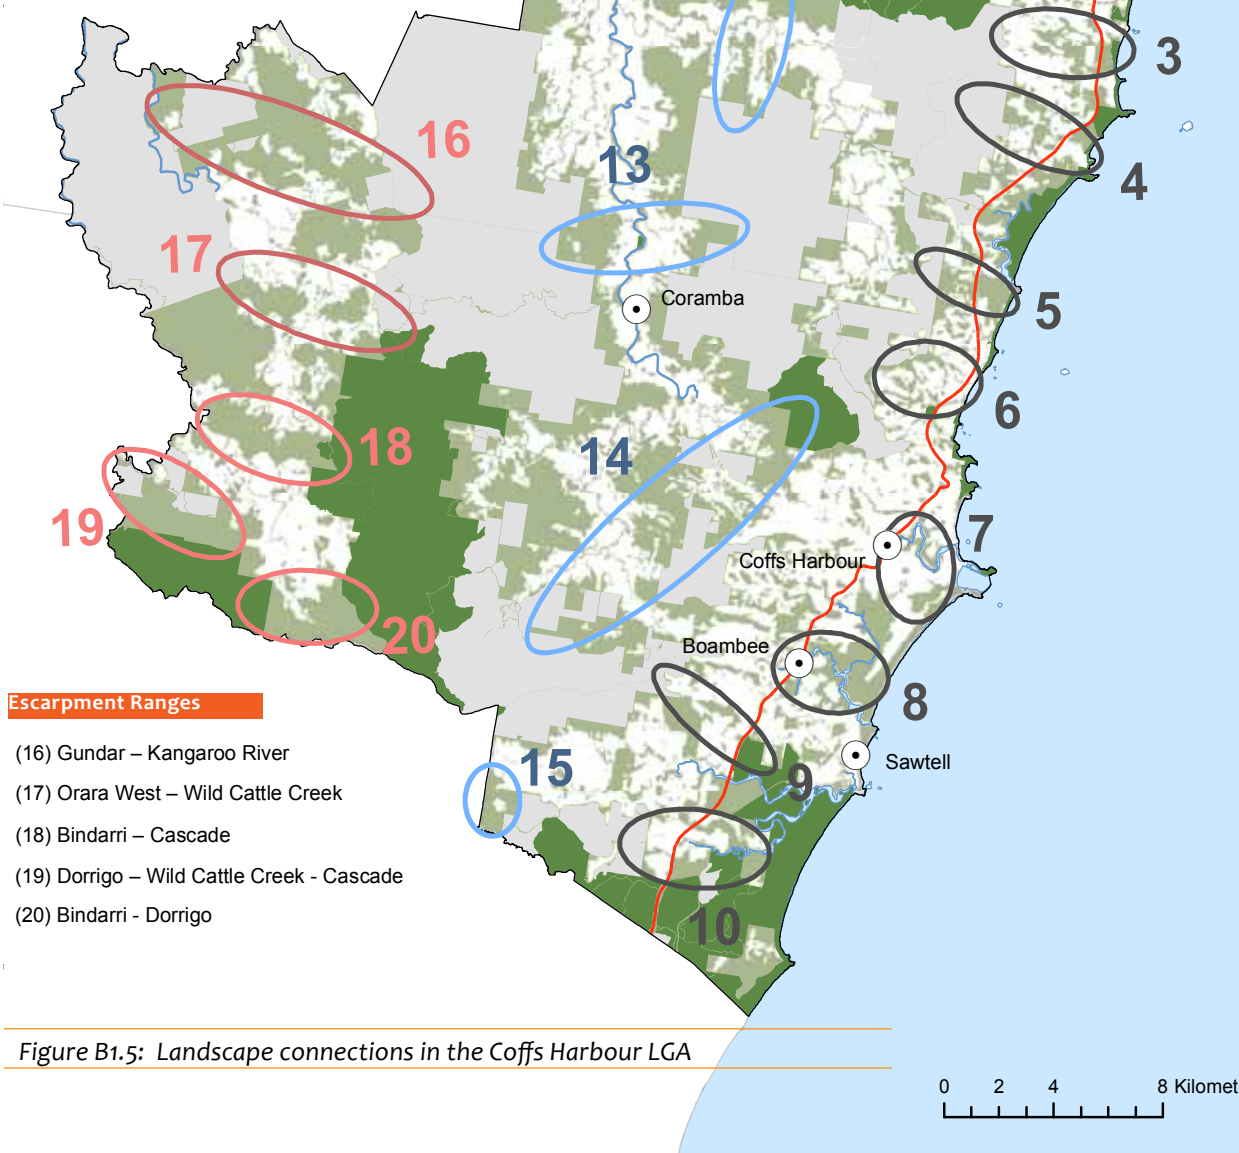 3
16
13
4
17
Coramba
5
6
18
14
19
7
Coffs Harbour
20
Boambee
8
Escarpment Ranges
(16) Gundar – Kangaroo River
15
Sawtell
9
(17) Orara West – Wild Cattle Creek
(18) Bindarri – Cascade
(19) Dorrigo – Wild Cattle Creek - Cascade
(20) Bindarri - Dorrigo
10
Figure B1.5: Landscape connections in the Coffs Harbour LGA
0 2 4 8 Kilomet